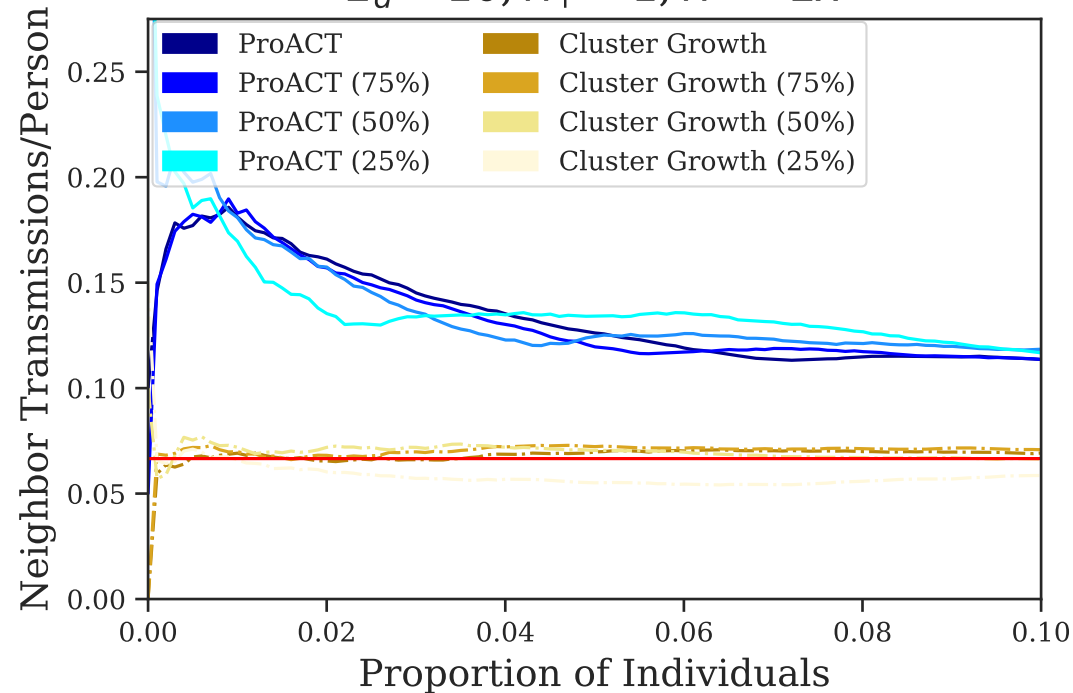 Neighbor Transmissions/Person
0.25
0.20
0.15
0.10
0.05
0.00
ProACT
ProACT (75%)
ProACT (50%)
ProACT (25%)
Cluster Growth
Cluster Growth (75%)
Cluster Growth (50%)
Cluster Growth (25%)
0.00 0.02 0.04 0.06 0.08 0.10
Proportion of Individuals